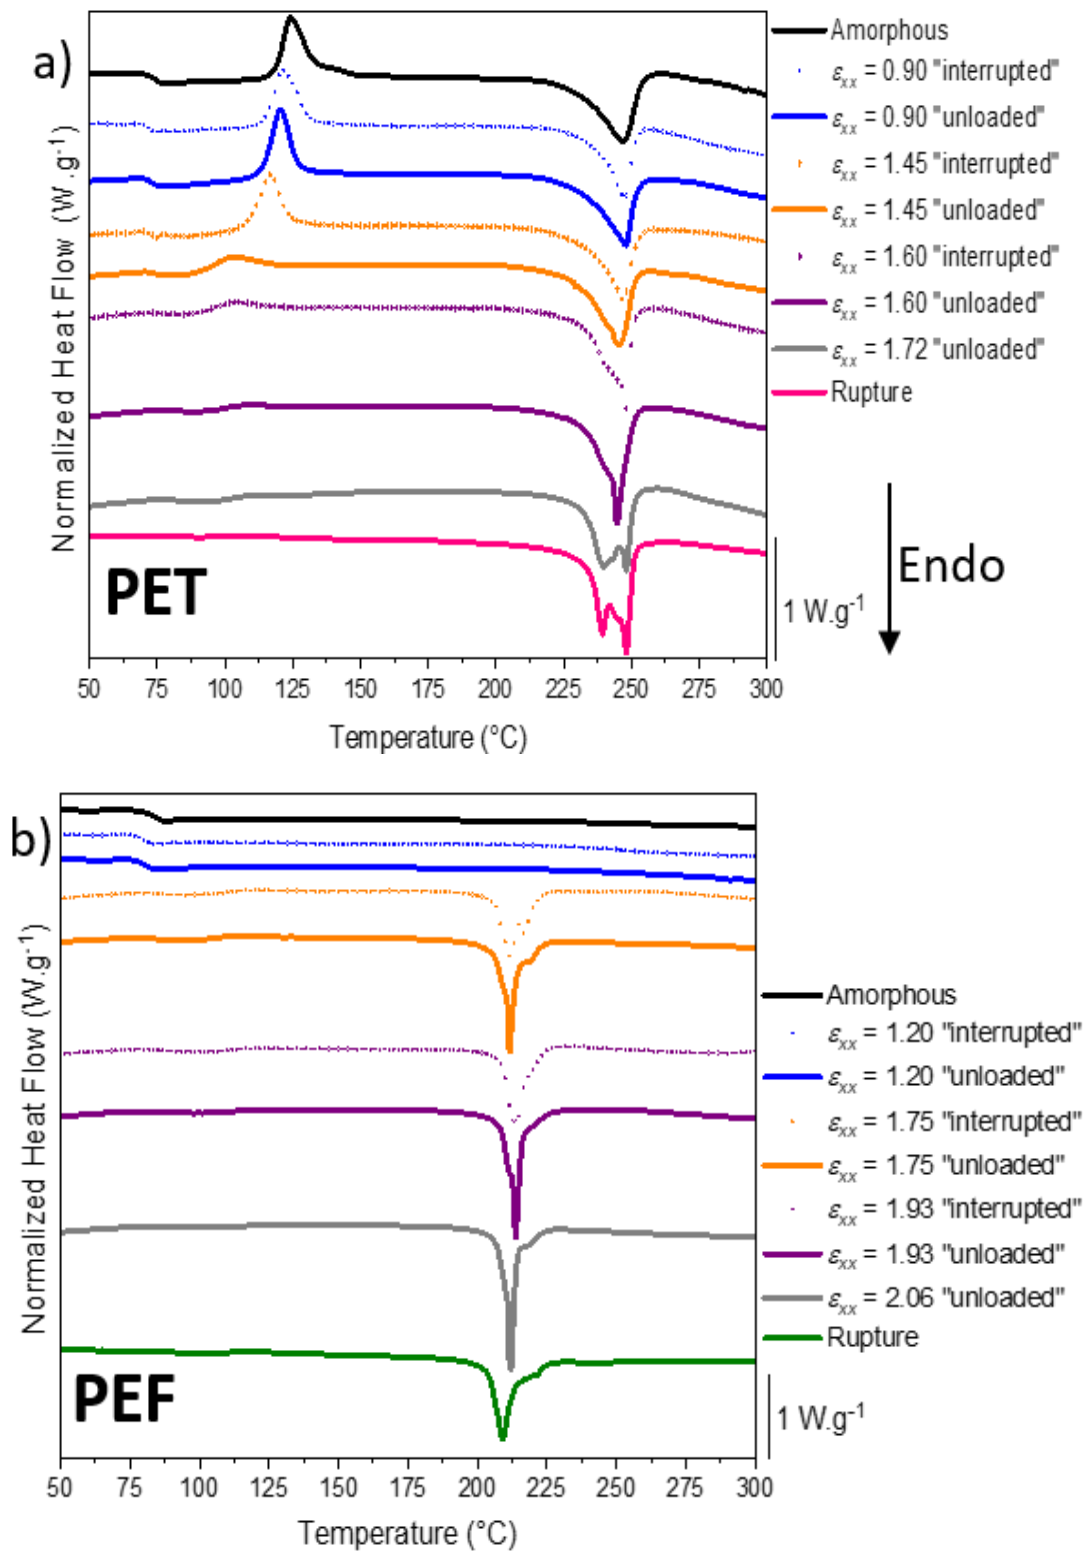 a)
Normalized Heat Flow (W.g⁻¹)
Amorphous
εxx = 0.90 "interrupted"
εxx = 0.90 "unloaded"
εxx = 1.45 "interrupted"
εxx = 1.45 "unloaded"
εxx = 1.60 "interrupted"
εxx = 1.60 "unloaded"
εxx = 1.72 "unloaded"
Rupture
PET
1 W.g⁻¹
Endo
50 75 100 125 150 175 200 225 250 275 300
Temperature (°C)
b)
Normalized Heat Flow (W.g⁻¹)
Amorphous
εxx = 1.20 "interrupted"
εxx = 1.20 "unloaded"
εxx = 1.75 "interrupted"
εxx = 1.75 "unloaded"
εxx = 1.93 "interrupted"
εxx = 1.93 "unloaded"
εxx = 2.06 "unloaded"
Rupture
PEF
1 W.g⁻¹
50 75 100 125 150 175 200 225 250 275 300
Temperature (°C)